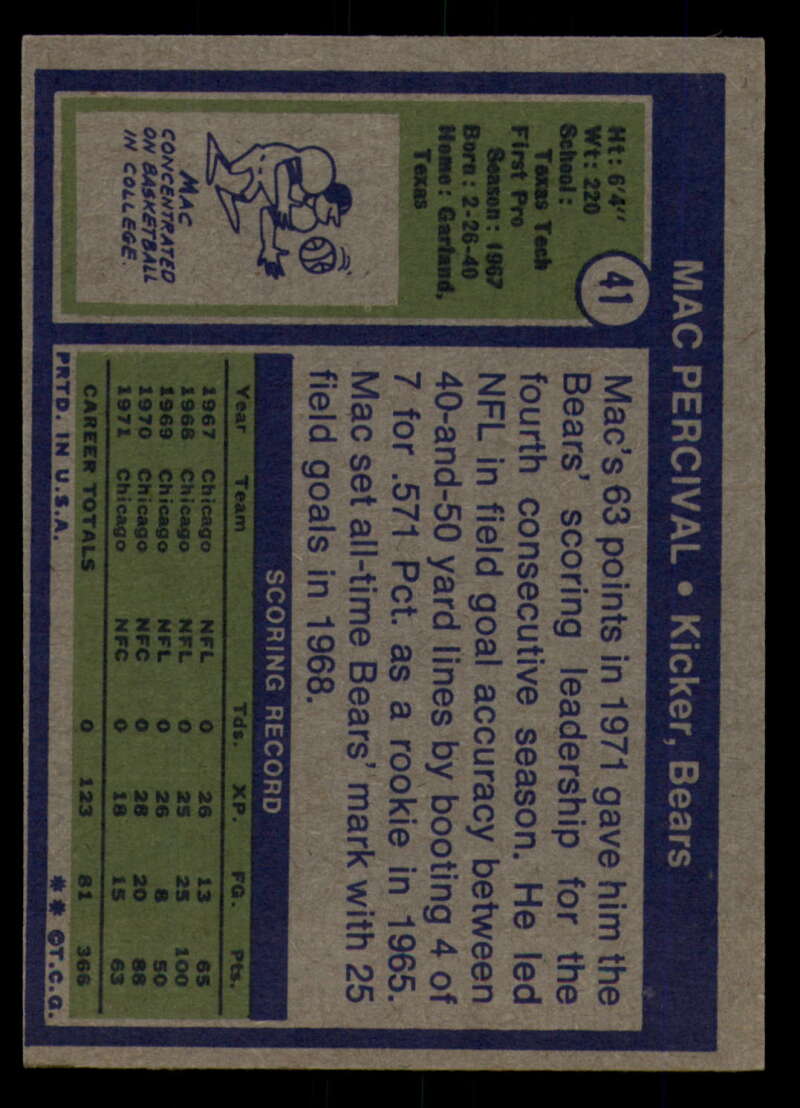 MAC PERCIVAL • Kicker, Bears
41
Ht: 6'4"
Wt: 220
School:
Texas Tech
First Pro
Season: 1967
Born: 2-26-40
Home: Garland,
Texas
MAC
CONCENTRATED
ON BASKETBALL
IN COLLEGE.
Mac's 63 points in 1971 gave him the
Bears' scoring leadership for the
fourth consecutive season. He led
NFL in field goal accuracy between
40-and-50 yard lines by booting 4 of
7 for .571 Pct. as a rookie in 1965.
Mac set all-time Bears' mark with 25
field goals in 1968.
SCORING RECORD
Year Team Tds. XP. FG. Pts.
1967 Chicago NFL 0 26 13 65
1968 Chicago NFL 0 25 25 100
1969 Chicago NFL 0 26 8 50
1970 Chicago NFC 0 28 20 88
1971 Chicago NFC 0 18 15 63
CAREER TOTALS 0 123 81 366
PRTD. IN U.S.A. ** ©T.C.G.